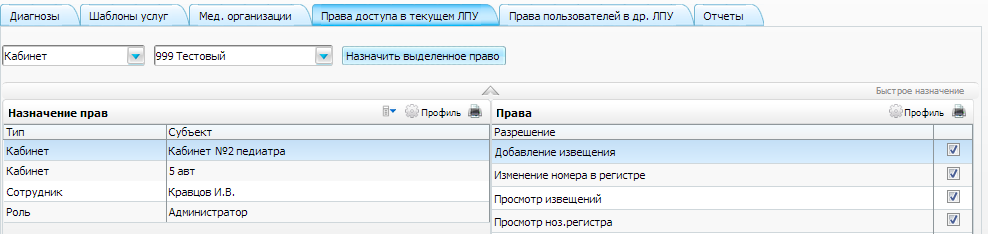 Диагнозы Шаблоны услуг Мед. организации Права доступа в текущем ЛПУ Права пользователей в др. ЛПУ Отчеты
Кабинет 999 Тестовый Назначить выделенное право
Быстрое назначение
Назначение прав Профиль Права Профиль
Тип Субъект Разрешение
Кабинет Кабинет №2 педиатра Добавление извещения
Кабинет 5 авт Изменение номера в регистре
Сотрудник Кравцов И.В. Просмотр извещений
Роль Администратор Просмотр ноз.регистра